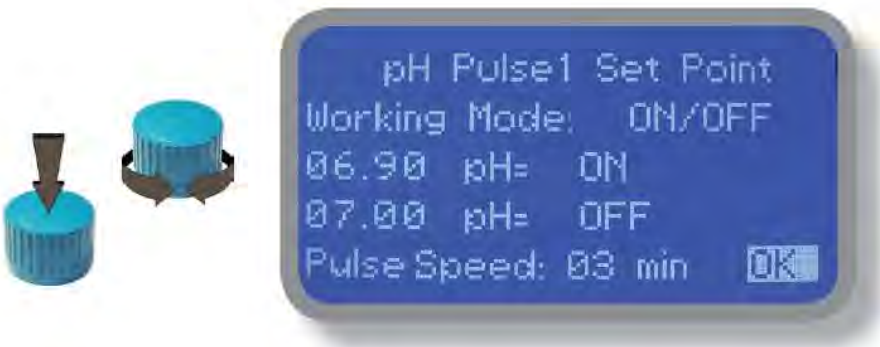 pH Pulse1 Set Point
Working Mode: ON/OFF
06.90 pH= ON
07.00 pH= OFF
Pulse Speed: 03 min OK